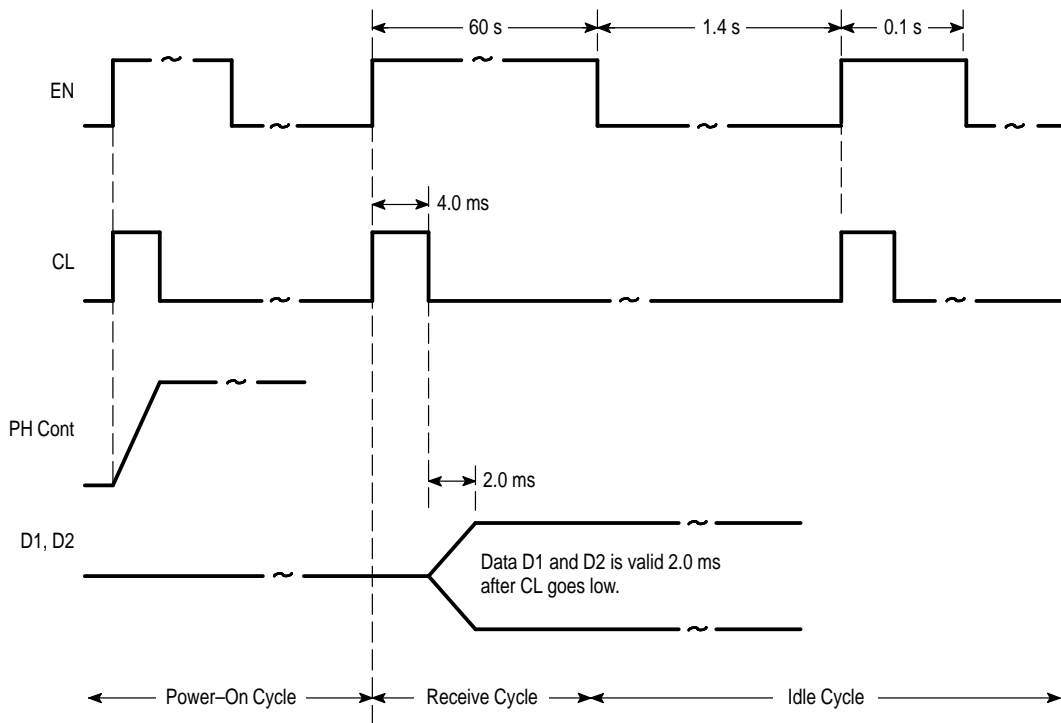 60 s
1.4 s
0.1 s
EN
4.0 ms
CL
PH Cont
2.0 ms
D1, D2
Data D1 and D2 is valid 2.0 ms
after CL goes low.
Power–On Cycle
Receive Cycle
Idle Cycle